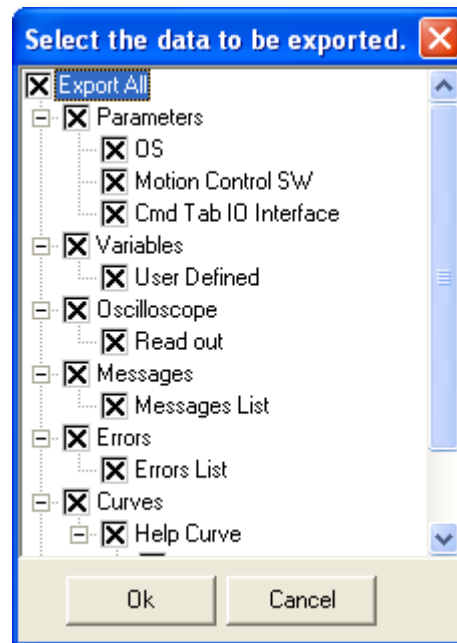 Select the data to be exported.
Export All
Parameters
OS
Motion Control SW
Cmd Tab IO Interface
Variables
User Defined
Oscilloscope
Read out
Messages
Messages List
Errors
Errors List
Curves
Help Curve
Ok
Cancel